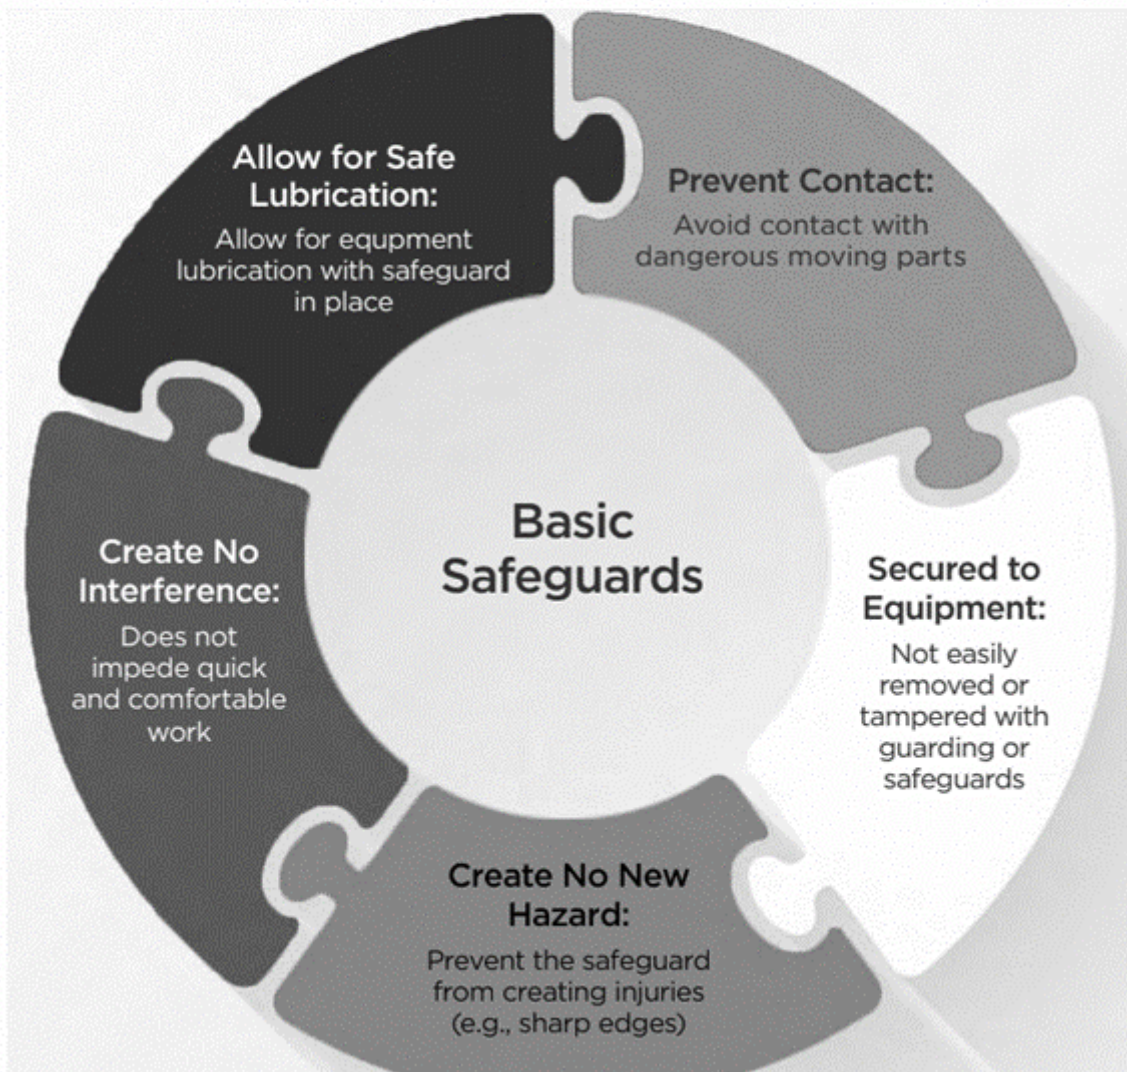 Allow for Safe
Lubrication:
Allow for equpment
lubrication with safeguard
in place
Prevent Contact:
Avoid contact with
dangerous moving parts
Basic
Safeguards
Create No
Interference:
Does not
impede quick
and comfortable
work
Secured to
Equipment:
Not easily
removed or
tampered with
guarding or
safeguards
Create No New
Hazard:
Prevent the safeguard
from creating injuries
(e.g., sharp edges)